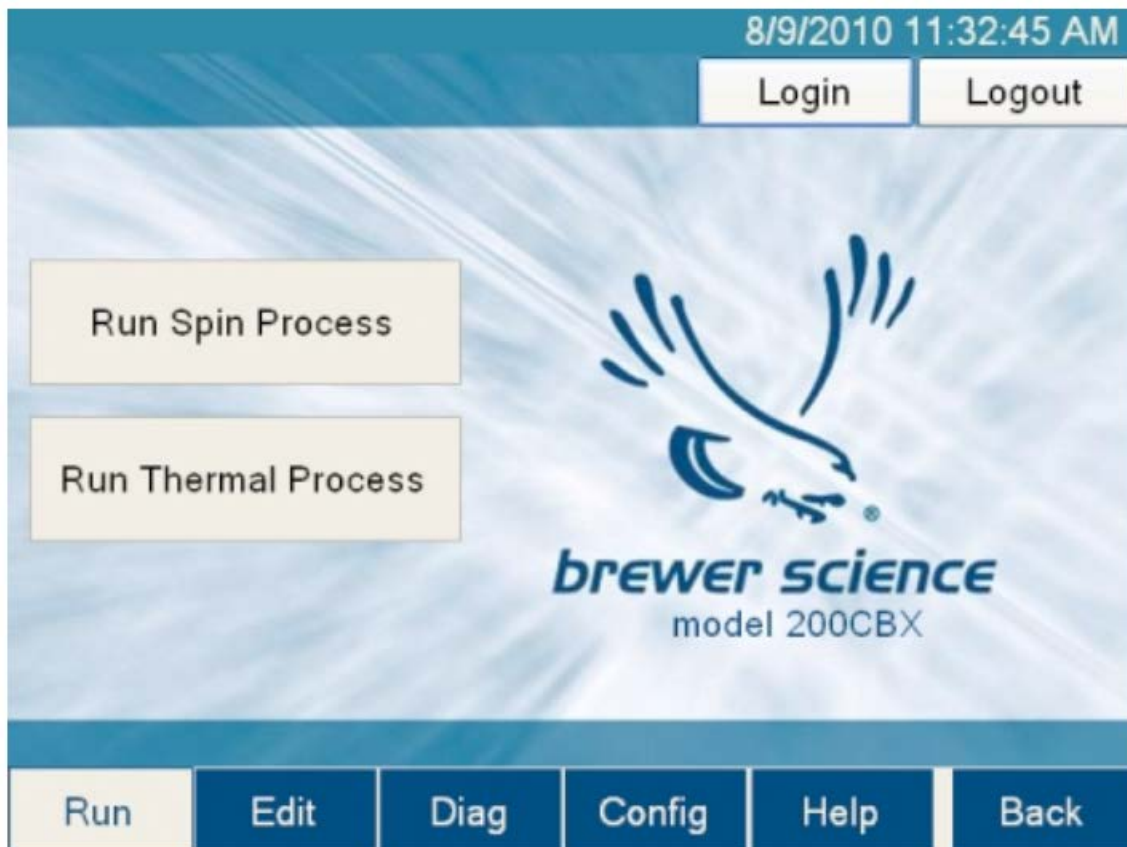 8/9/2010 11:32:45 AM
Login Logout
Run Spin Process
Run Thermal Process
®
brewer science
model 200CBX
Run Edit Diag Config Help Back